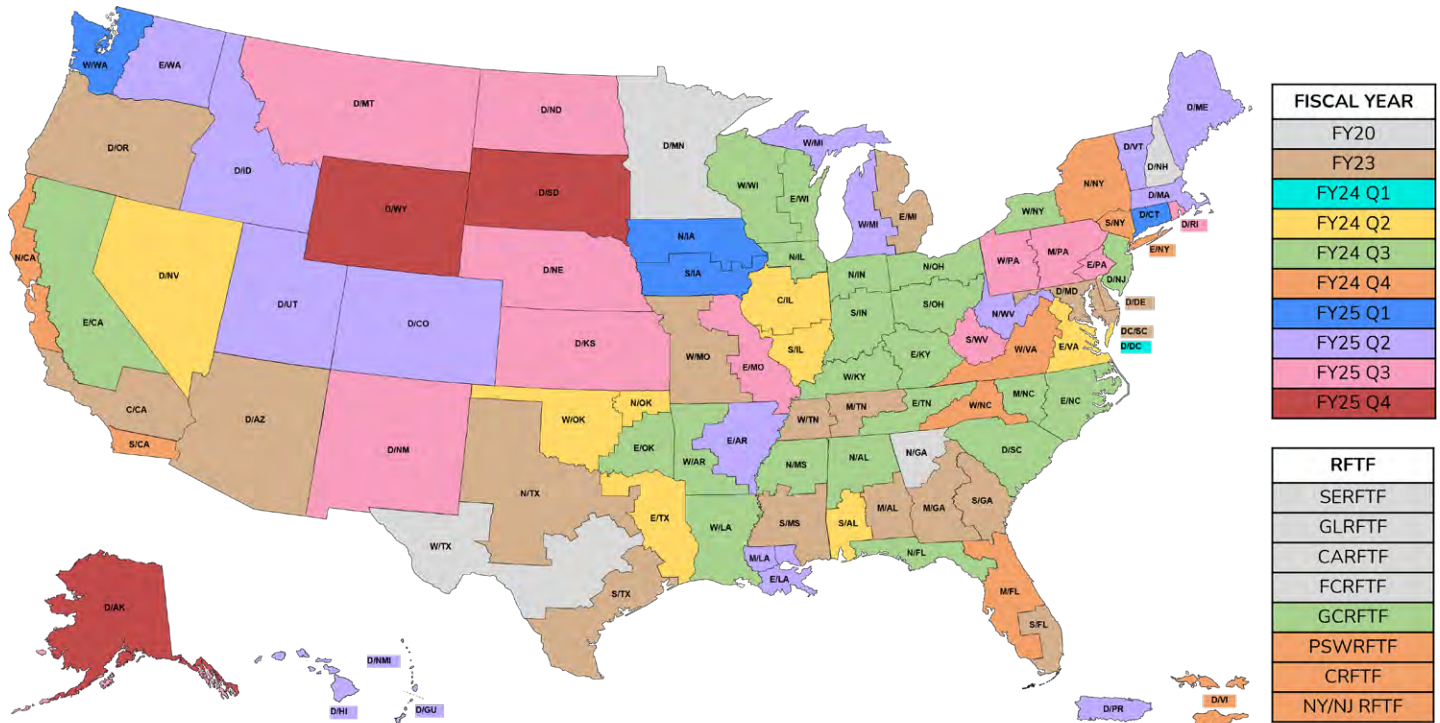 W/WA
E/WA
D/MT
D/ND
D/MN
D/OR
D/ID
D/WY
D/SD
W/WI
E/WI
W/MI
W/MI
E/MI
D/ME
D/VT
D/NH
N/NY
W/NY
D/MA
D/CT
D/RI
S/NY
E/NY
N/CA
E/CA
D/NV
D/UT
D/CO
D/NE
N/IA
S/IA
N/IL
C/IL
S/IL
N/IN
S/IN
N/OH
S/OH
W/PA
M/PA
E/PA
D/NJ
D/MD
D/DE
DC/SC
D/DC
N/WV
S/WV
W/VA
E/VA
D/KS
W/MO
E/MO
W/KY
E/KY
C/CA
S/CA
D/AZ
D/NM
W/OK
N/OK
E/OK
W/AR
E/AR
W/TN
M/TN
E/TN
W/NC
M/NC
E/NC
D/SC
N/TX
W/TX
E/TX
S/TX
W/LA
M/LA
E/LA
N/MS
S/MS
N/AL
M/AL
S/AL
N/GA
M/GA
S/GA
N/FL
M/FL
S/FL
D/AK
D/HI
D/NMI
D/GU
D/PR
D/VI
FISCAL YEAR
FY20
FY23
FY24 Q1
FY24 Q2
FY24 Q3
FY24 Q4
FY25 Q1
FY25 Q2
FY25 Q3
FY25 Q4
RFTF
SERFTF
GLRFTF
CARFTF
FCRFTF
GCRFTF
PSWRFTF
CRFTF
NY/NJ RFTF